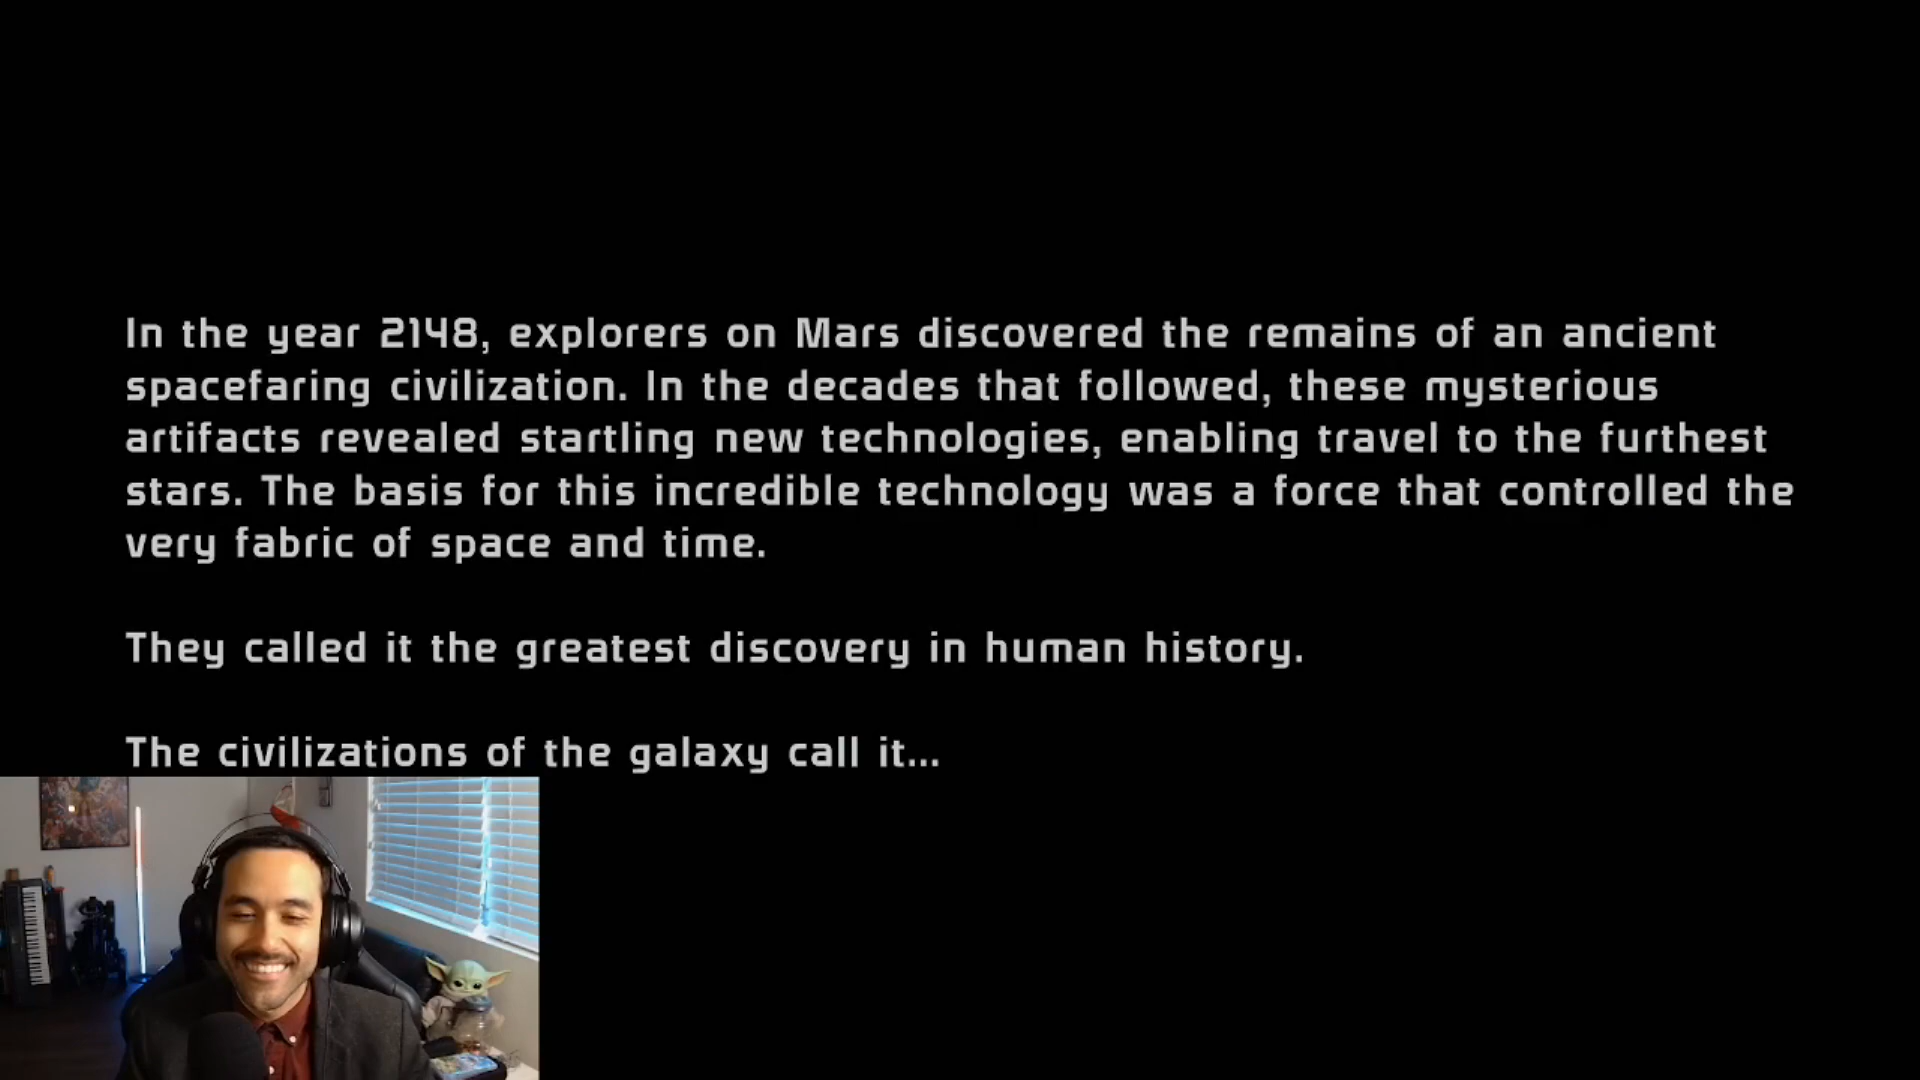 In the year 2148, explorers on Mars discovered the remains of an ancient
spacefaring civilization. In the decades that followed, these mysterious
artifacts revealed startling new technologies, enabling travel to the furthest
stars. The basis for this incredible technology was a force that controlled the
very fabric of space and time.
They called it the greatest discovery in human history.
The civilizations of the galaxy call it...